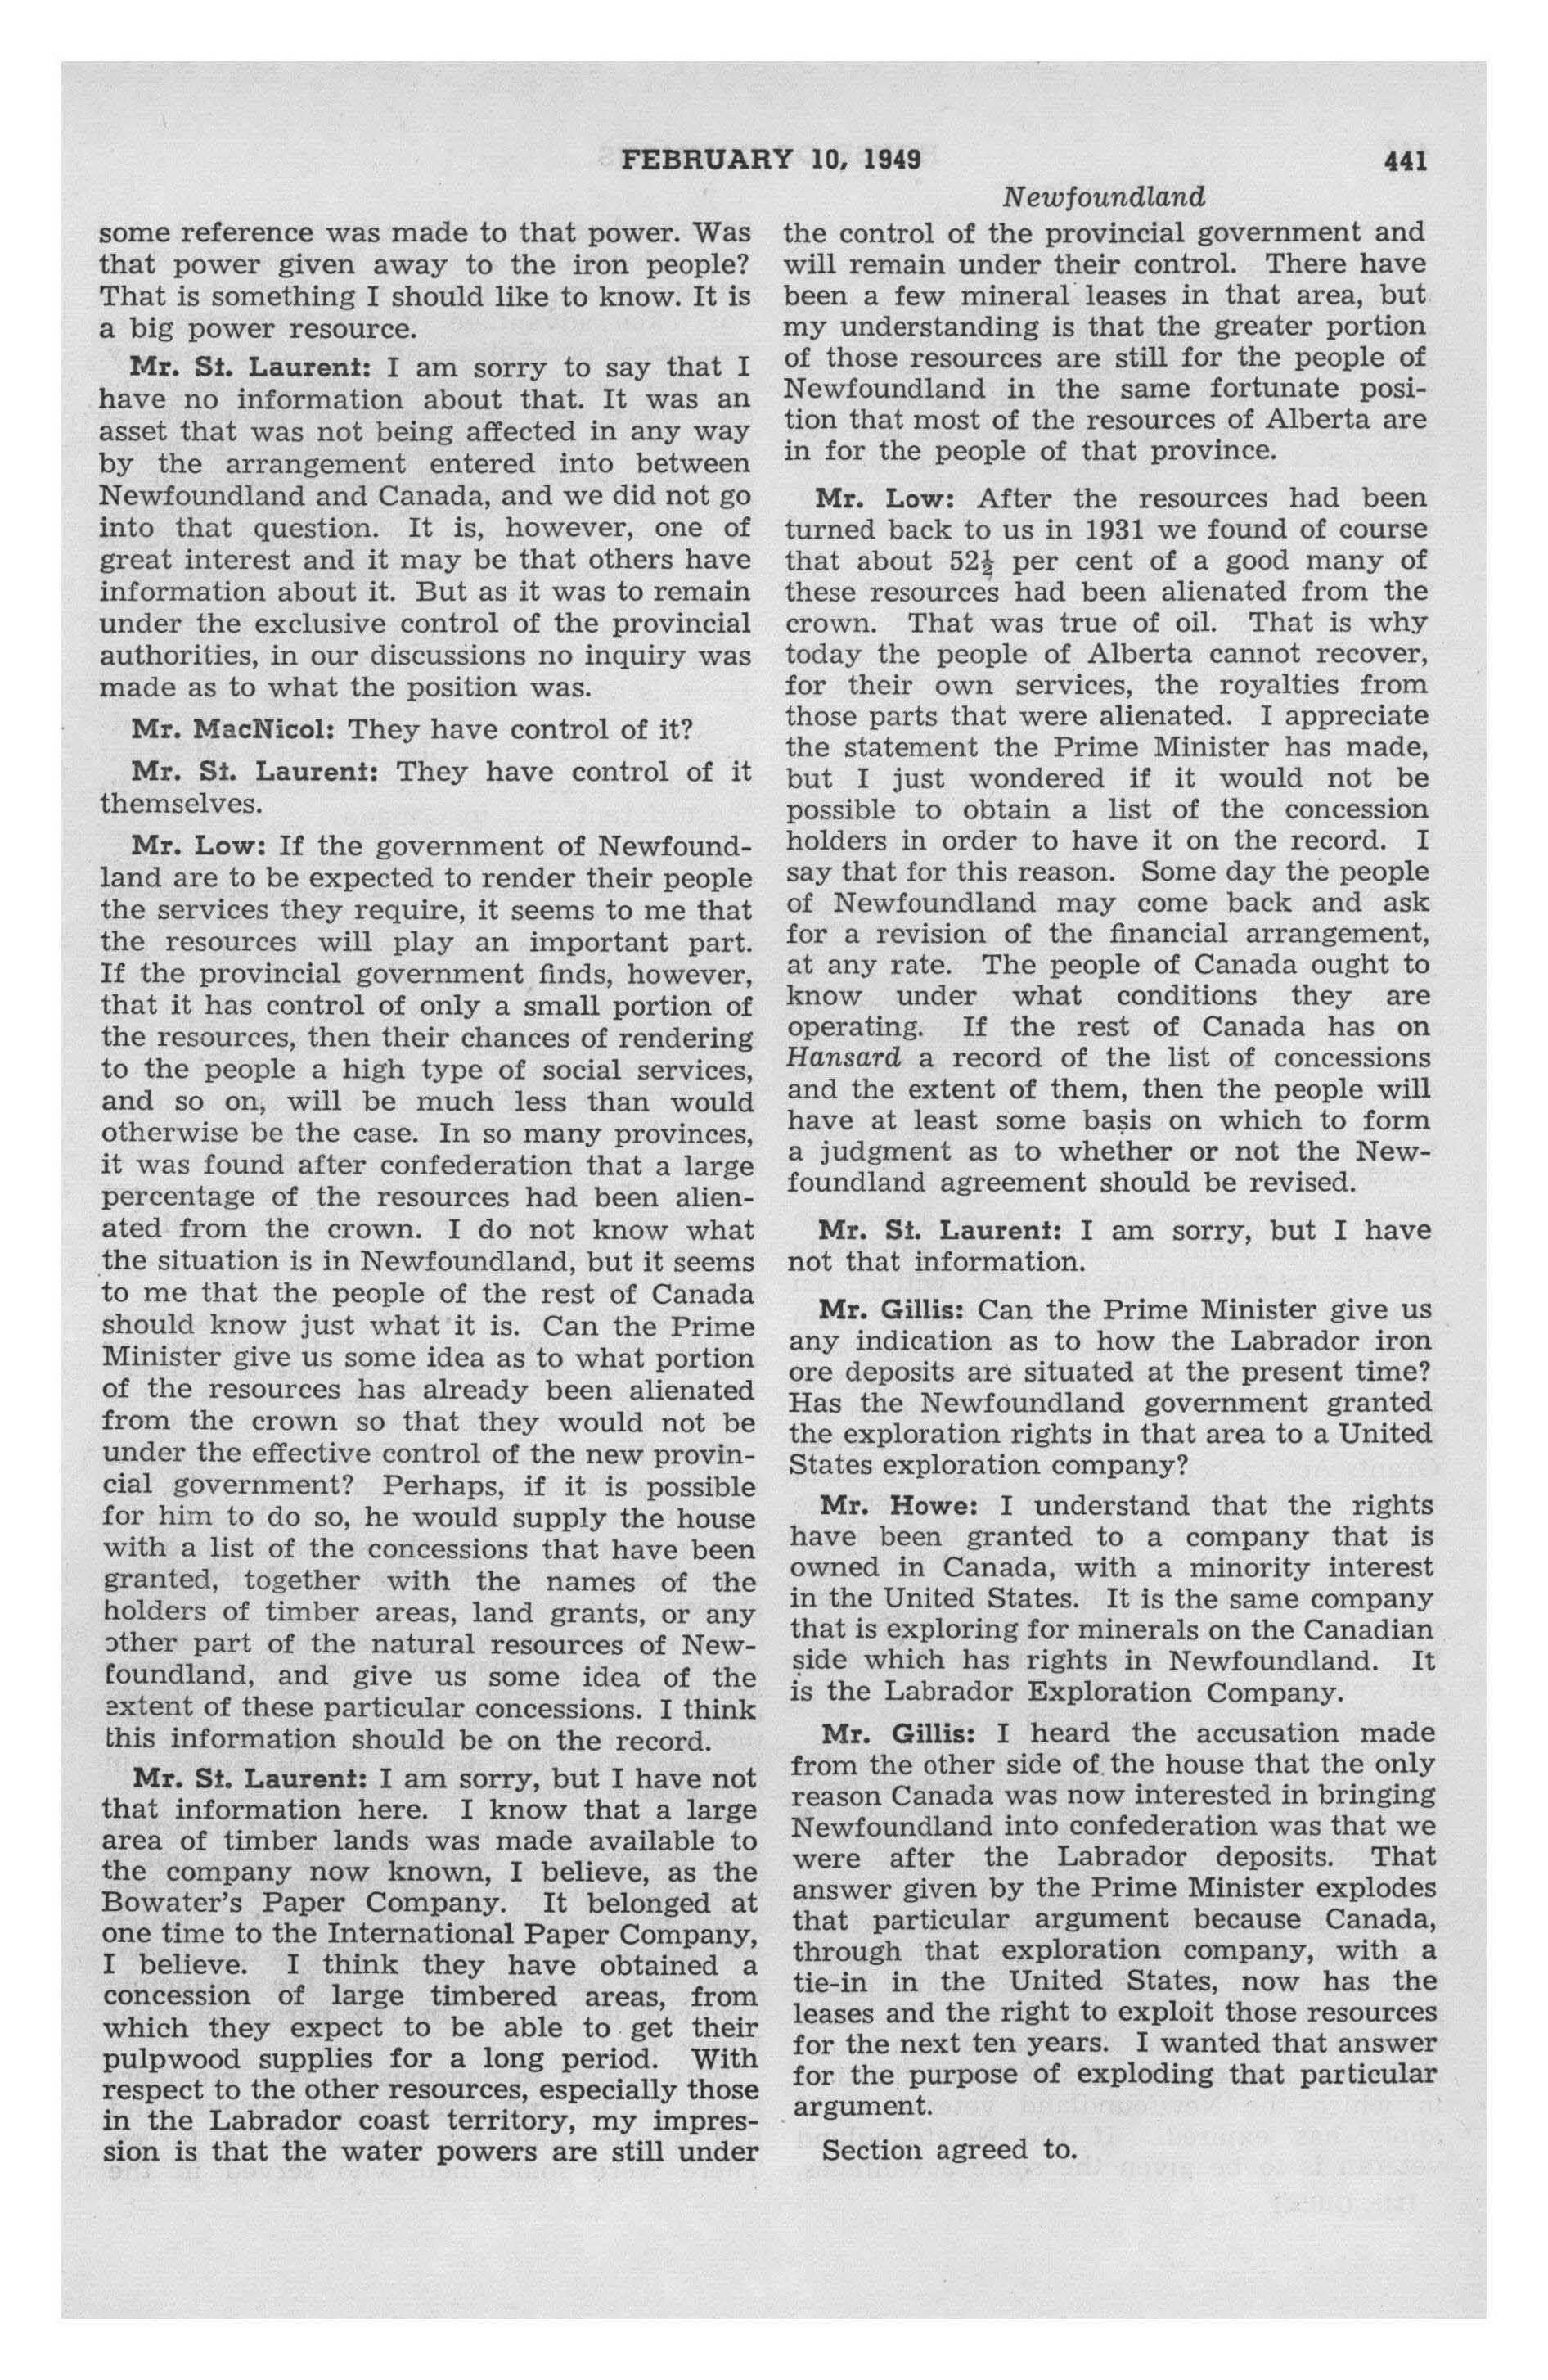 FEBRUARY 10, 1949
441
Newfoundland
some reference was made to that power. Was
that power given away to the iron people?
That is something I should like to know. It is
a big power resource.
Mr. St. Laurent: I am sorry to say that I
have no information about that. It was an
asset that was not being affected in any way
by the arrangement entered into between
Newfoundland and Canada, and we did not go
into that question. It is, however, one of
great interest and it may be that others have
information about it. But as it was to remain
under the exclusive control of the provincial
authorities, in our discussions no inquiry was
made as to what the position was.
Mr. MacNicol: They have control of it?
Mr. St. Laurent: They have control of it
themselves.
Mr. Low: If the government of Newfound-
land are to be expected to render their people
the services they require, it seems to me that
the resources will play an important part.
If the provincial government finds, however,
that it has control of only a small portion of
the resources, then their chances of rendering
to the people a high type of social services,
and so on, will be much less than would
otherwise be the case. In so many provinces,
it was found after confederation that a large
percentage of the resources had been alien-
ated from the crown. I do not know what
the situation is in Newfoundland, but it seems
to me that the people of the rest of Canada
should know just what it is. Can the Prime
Minister give us some idea as to what portion
of the resources has already been alienated
from the crown so that they would not be
under the effective control of the new provin-
cial government? Perhaps, if it is possible
for him to do so, he would supply the house
with a list of the concessions that have been
granted, together with the names of the
holders of timber areas, land grants, or any
other part of the natural resources of New-
foundland, and give us some idea of the
extent of these particular concessions. I think
this information should be on the record.
Mr. St. Laurent: I am sorry, but I have not
that information here. I know that a large
area of timber lands was made available to
the company now known, I believe, as the
Bowater's Paper Company. It belonged at
one time to the International Paper Company,
I believe. I think they have obtained a
concession of large timbered areas, from
which they expect to be able to get their
pulpwood supplies for a long period. With
respect to the other resources, especially those
in the Labrador coast territory, my impres-
sion is that the water powers are still under
the control of the provincial government and
will remain under their control. There have
been a few mineral leases in that area, but
my understanding is that the greater portion
of those resources are still for the people of
Newfoundland in the same fortunate posi-
tion that most of the resources of Alberta are
in for the people of that province.
Mr. Low: After the resources had been
turned back to us in 1931 we found of course
that about 52½ per cent of a good many of
these resources had been alienated from the
crown. That was true of oil. That is why
today the people of Alberta cannot recover,
for their own services, the royalties from
those parts that were alienated. I appreciate
the statement the Prime Minister has made,
but I just wondered if it would not be
possible to obtain a list of the concession
holders in order to have it on the record. I
say that for this reason. Some day the people
of Newfoundland may come back and ask
for a revision of the financial arrangement,
at any rate. The people of Canada ought to
know under what conditions they are
operating. If the rest of Canada has on
Hansard a record of the list of concessions
and the extent of them, then the people will
have at least some basis on which to form
a judgment as to whether or not the New-
foundland agreement should be revised.
Mr. St. Laurent: I am sorry, but I have
not that information.
Mr. Gillis: Can the Prime Minister give us
any indication as to how the Labrador iron
ore deposits are situated at the present time?
Has the Newfoundland government granted
the exploration rights in that area to a United
States exploration company?
Mr. Howe: I understand that the rights
have been granted to a company that is
owned in Canada, with a minority interest
in the United States. It is the same company
that is exploring for minerals on the Canadian
side which has rights in Newfoundland. It
is the Labrador Exploration Company.
Mr. Gillis: I heard the accusation made
from the other side of the house that the only
reason Canada was now interested in bringing
Newfoundland into confederation was that we
were after the Labrador deposits. That
answer given by the Prime Minister explodes
that particular argument because Canada,
through that exploration company, with a
tie-in in the United States, now has the
leases and the right to exploit those resources
for the next ten years. I wanted that answer
for the purpose of exploding that particular
argument.
Section agreed to.